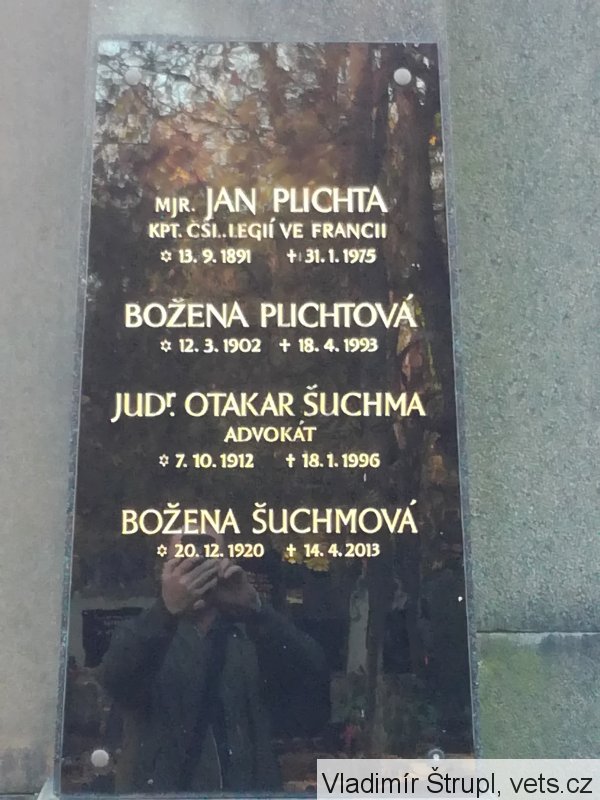 MJR. JAN PLICHTA
KPT. ČSL. LEGIÍ VE FRANCII
✡ 13. 9. 1891 ✝ 31. 1. 1975
BOŽENA PLICHTOVÁ
✡ 12. 3. 1902 ✝ 18. 4. 1993
JUDr. OTAKAR ŠUCHMA
ADVOKÁT
✡ 7. 10. 1912 ✝ 18. 1. 1996
BOŽENA ŠUCHMOVÁ
✡ 20. 12. 1920 ✝ 14. 4. 2013
Vladimír Štrupl, vets.cz